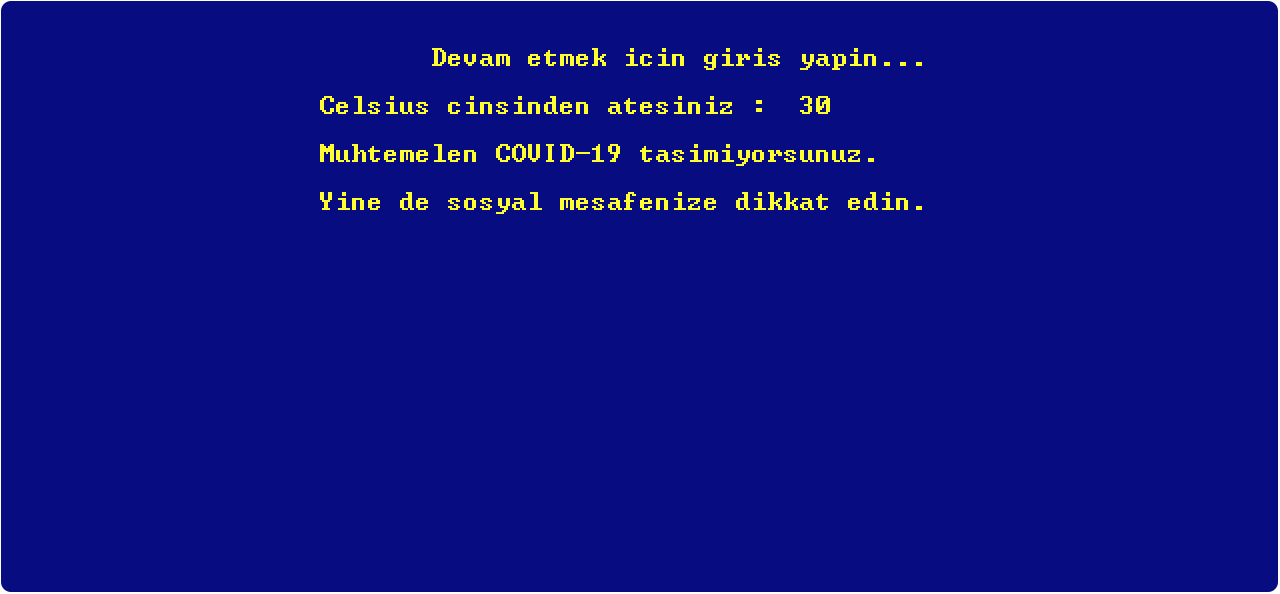 Devam etmek icin giris yapin...
Celsius cinsinden atesiniz :  30
Muhtemelen COVID-19 tasimiyorsunuz.
Yine de sosyal mesafenize dikkat edin.